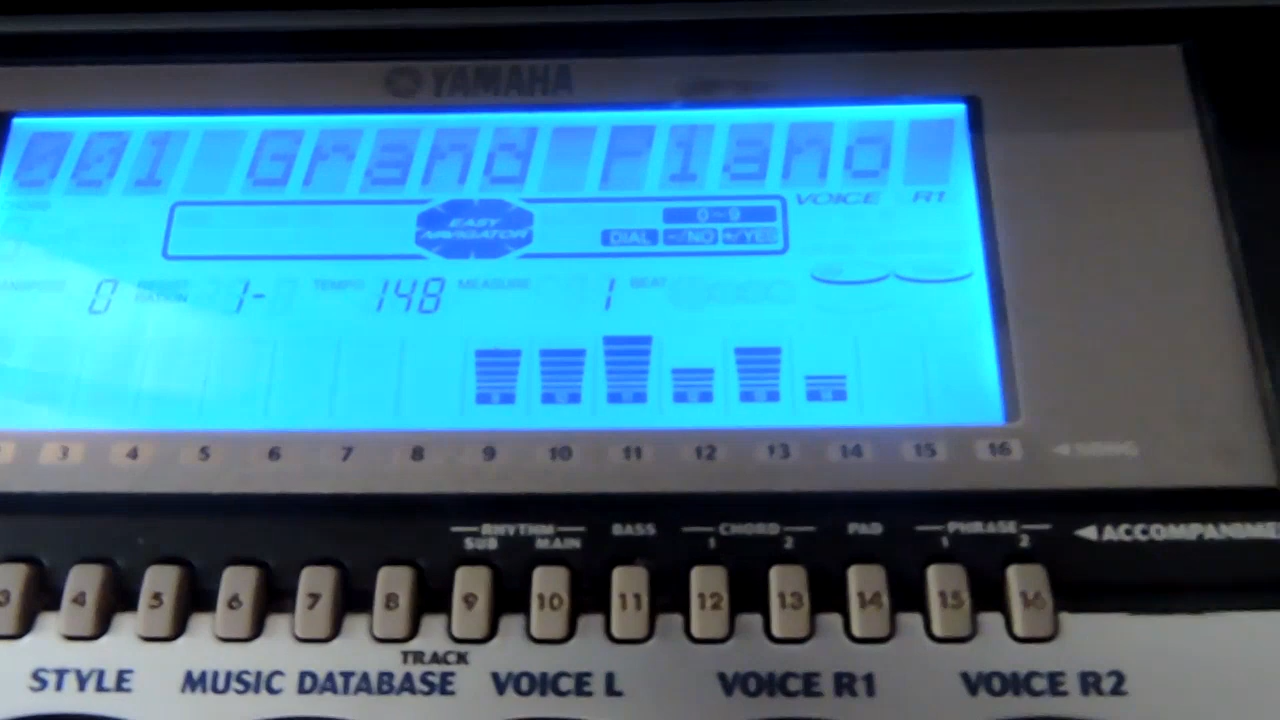 YAMAHA
001 Grand Piano
VOICE R1
EASY NAVIGATOR
0~9
DIAL -/NO +/YES
0 1- TEMPO 148 MEASURE 1 BEAT
3 4 5 6 7 8 9 10 11 12 13 14 15 16
RHYTHM BASS CHORD PAD PHRASE
SUB MAIN 1 2 1 2
3 4 5 6 7 8 9 10 11 12 13 14 15 16
TRACK
STYLE MUSIC DATABASE VOICE L VOICE R1 VOICE R2